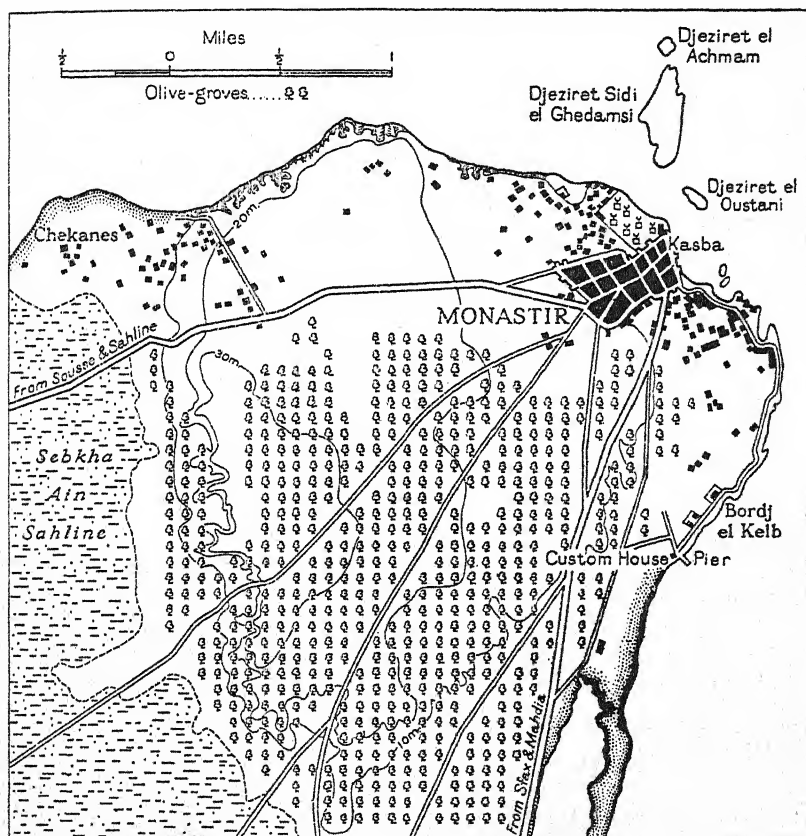 Miles
½ 0 ½ 1
Olive-groves......
Djeziret el
Achmam
Djeziret Sidi
el Ghedamsi
Djeziret el
Oustani
Chekanes
20m.
Kasba
MONASTIR
From Sousse & Sahline
30m.
Sebkha
Ain
Sahline
Bordj
el Kelb
Custom House
Pier
10m.
From Sfax & Mahdia